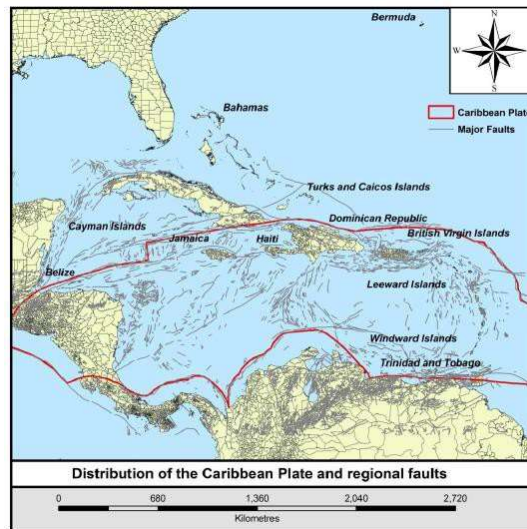 Bermuda
N
W
E
S
Bahamas
Caribbean Plate
Major Faults
Turks and Caicos Islands
Dominican Republic
Cayman Islands
Jamaica
Haiti
British Virgin Islands
Belize
Leeward Islands
Windward Islands
Trinidad and Tobago
Distribution of the Caribbean Plate and regional faults
0 680 1,360 2,040 2,720
Kilometres